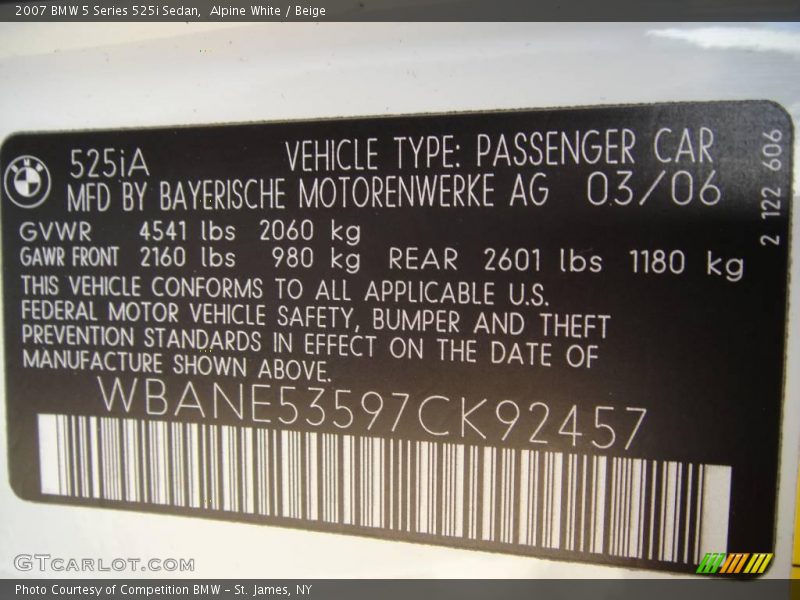 2007 BMW 5 Series 525i Sedan, Alpine White / Beige
525iA VEHICLE TYPE: PASSENGER CAR
MFD BY BAYERISCHE MOTORENWERKE AG 03/06
GVWR 4541 lbs 2060 kg
GAWR FRONT 2160 lbs 980 kg REAR 2601 lbs 1180 kg
THIS VEHICLE CONFORMS TO ALL APPLICABLE U.S.
FEDERAL MOTOR VEHICLE SAFETY, BUMPER AND THEFT
PREVENTION STANDARDS IN EFFECT ON THE DATE OF
MANUFACTURE SHOWN ABOVE.
WBANE53597CK92457
2 122 606
GTCARLOT.COM
Photo Courtesy of Competition BMW – St. James, NY